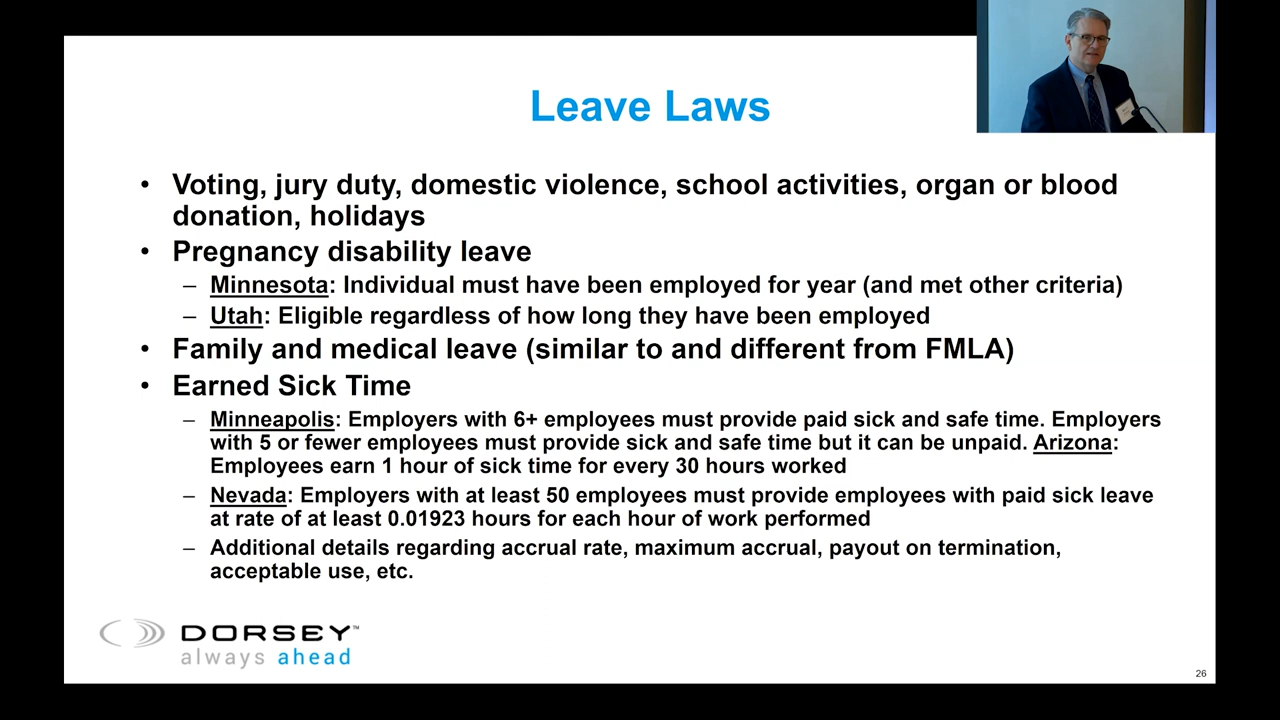 Leave Laws
• Voting, jury duty, domestic violence, school activities, organ or blood
donation, holidays
• Pregnancy disability leave
– Minnesota: Individual must have been employed for year (and met other criteria)
– Utah: Eligible regardless of how long they have been employed
• Family and medical leave (similar to and different from FMLA)
• Earned Sick Time
– Minneapolis: Employers with 6+ employees must provide paid sick and safe time. Employers
with 5 or fewer employees must provide sick and safe time but it can be unpaid. Arizona:
Employees earn 1 hour of sick time for every 30 hours worked
– Nevada: Employers with at least 50 employees must provide employees with paid sick leave
at rate of at least 0.01923 hours for each hour of work performed
– Additional details regarding accrual rate, maximum accrual, payout on termination,
acceptable use, etc.
DORSEY™
always ahead
26